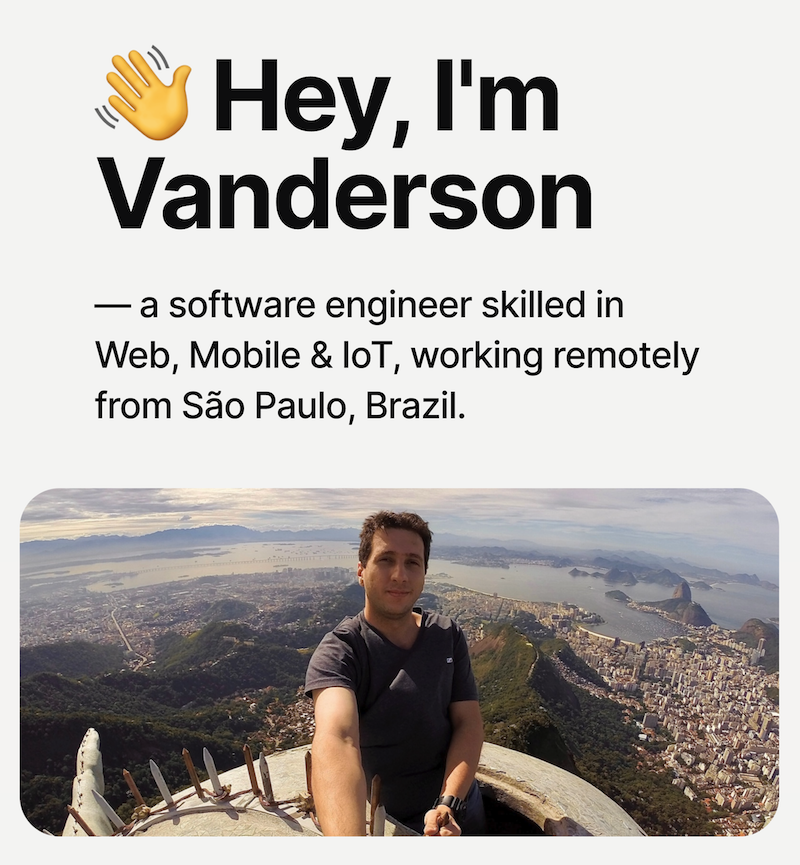 👋 Hey, I'm
Vanderson
— a software engineer skilled in
Web, Mobile & IoT, working remotely
from São Paulo, Brazil.